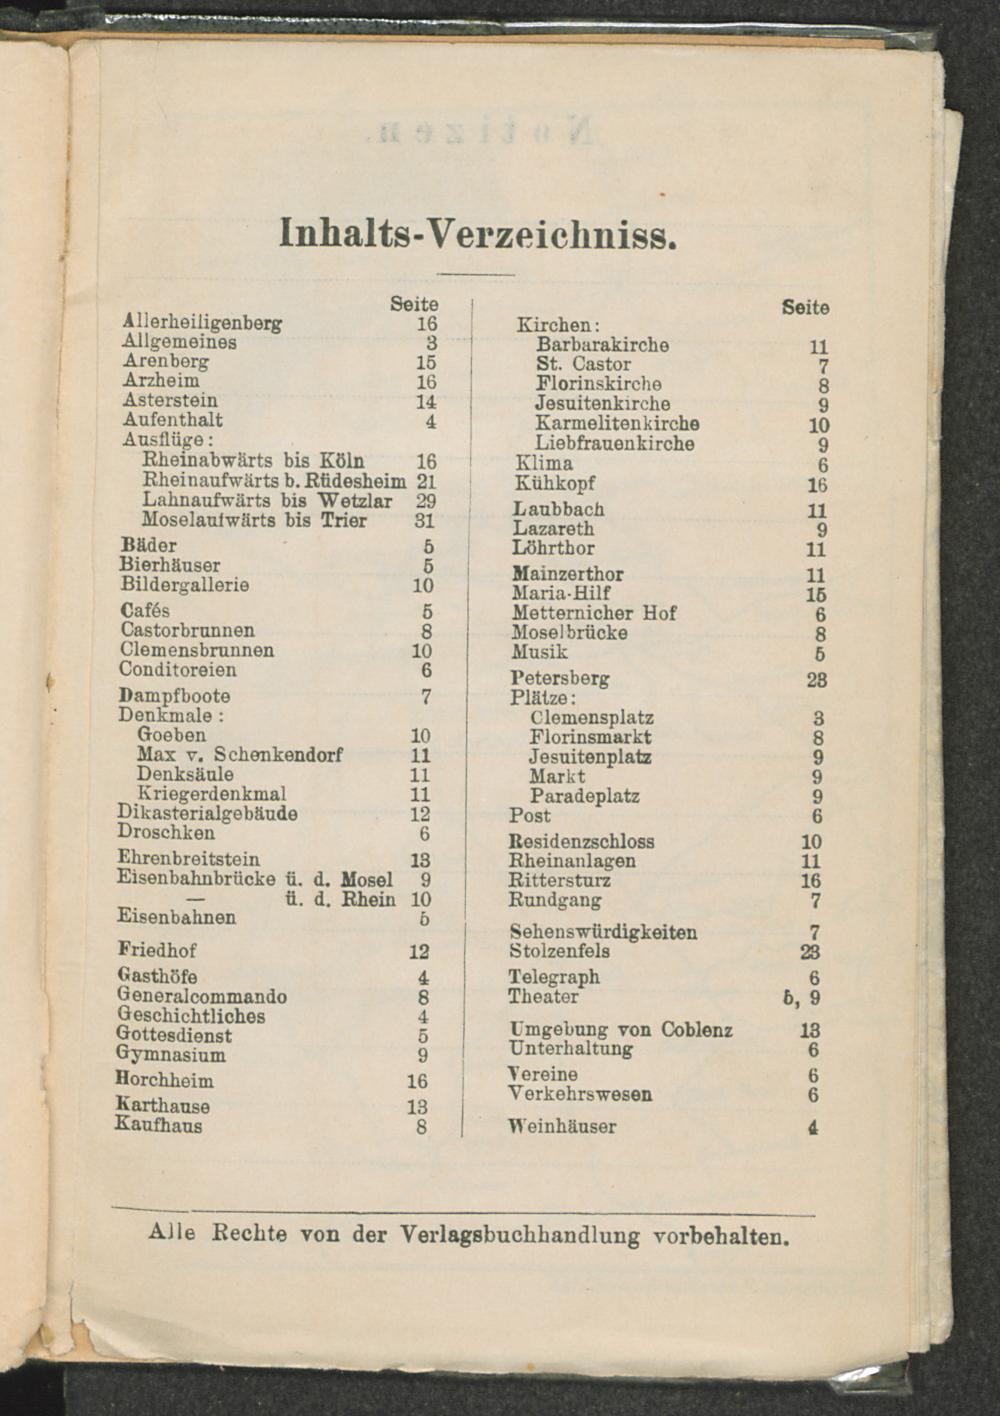 Inhalts-Verzeichniss.
Seite
Allerheiligenberg 16
Allgemeines 3
Arenberg 15
Arzheim 16
Asterstein 14
Aufenthalt 4
Ausflüge:
Rheinabwärts bis Köln 16
Rheinaufwärts b. Rüdesheim 21
Lahnaufwärts bis Wetzlar 29
Moselaufwärts bis Trier 31
Bäder 5
Bierhäuser 5
Bildergallerie 10
Cafés 5
Castorbrunnen 8
Clemensbrunnen 10
Conditoreien 6
Dampfboote 7
Denkmale:
Goeben 10
Max v. Schenkendorf 11
Denksäule 11
Kriegerdenkmal 11
Dikasterialgebäude 12
Droschken 6
Ehrenbreitstein 13
Eisenbahnbrücke ü. d. Mosel 9
— ü. d. Rhein 10
Eisenbahnen 5
Friedhof 12
Gasthöfe 4
Generalcommando 8
Geschichtliches 4
Gottesdienst 5
Gymnasium 9
Horchheim 16
Karthause 13
Kaufhaus 8
Seite
Kirchen:
Barbarakirche 11
St. Castor 7
Florinskirche 8
Jesuitenkirche 9
Karmelitenkirche 10
Liebfrauenkirche 9
Klima 6
Kühkopf 16
Laubbach 11
Lazareth 9
Löhrthor 11
Mainzerthor 11
Maria-Hilf 15
Metternicher Hof 6
Moselbrücke 8
Musik 5
Petersberg 23
Plätze:
Clemensplatz 3
Florinsmarkt 8
Jesuitenplatz 9
Markt 9
Paradeplatz 9
Post 6
Residenzschloss 10
Rheinanlagen 11
Rittersturz 16
Rundgang 7
Sehenswürdigkeiten 7
Stolzenfels 23
Telegraph 6
Theater 5, 9
Umgebung von Coblenz 13
Unterhaltung 6
Vereine 6
Verkehrswesen 6
Weinhäuser 4
Alle Rechte von der Verlagsbuchhandlung vorbehalten.